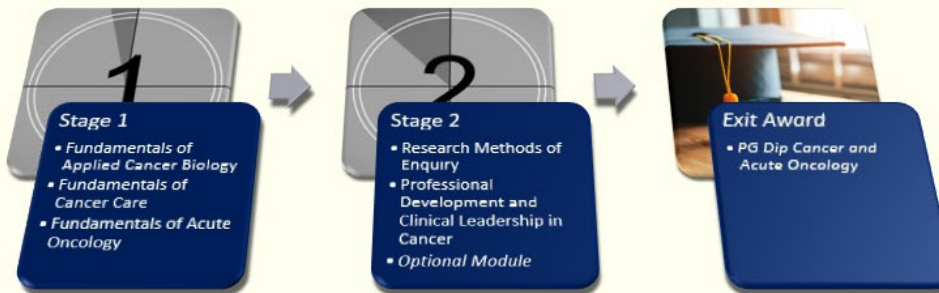 1
Stage 1
• Fundamentals of
Applied Cancer Biology
• Fundamentals of
Cancer Care
• Fundamentals of Acute
Oncology
2
Stage 2
• Research Methods of
Enquiry
• Professional
Development and
Clinical Leadership in
Cancer
• Optional Module
Exit Award
• PG Dip Cancer and
Acute Oncology